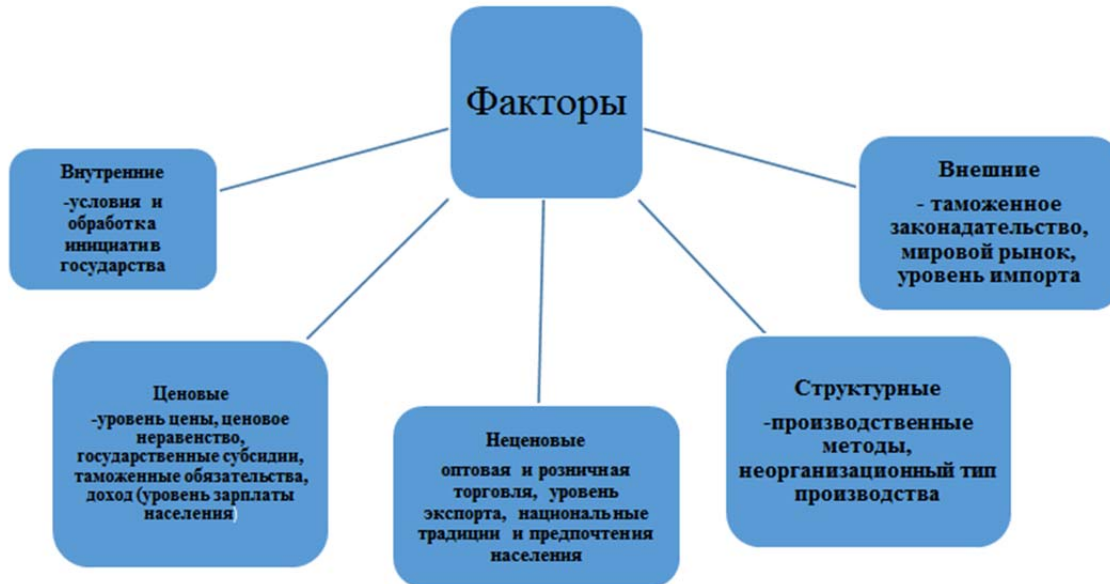 Факторы
Внутренние
-условия и
обработка
инициатив
государства
Внешние
- таможенное
законадательство,
мировой рынок,
уровень импорта
Ценовые
-уровень цены, ценовое
неравенство,
государственные субсидии,
таможенные обязательства,
доход (уровень зарплаты
населения)
Неценовые
оптовая и розничная
торговля, уровень
экспорта, национальные
традиции и предпочтения
населения
Структурные
-производственные
методы,
неорганизационный тип
производства